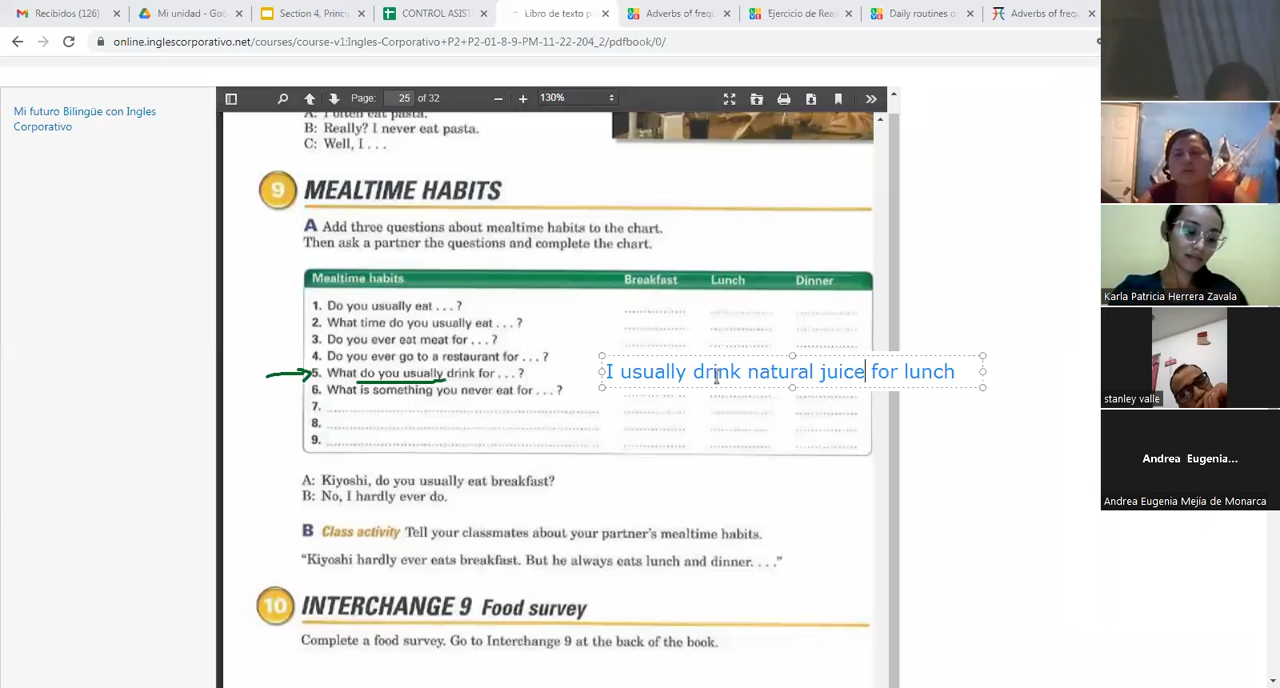 Recibidos (126)
Mi unidad - Goo
Section 4, Princi
CONTROL ASIST
Libro de texto pa
Adverbs of frequ
Ejercicio de Rea
Daily routines o
Adverbs of freq
online.inglescorporativo.net/courses/course-v1:Ingles-Corporativo+P2+P2-01-8-9-PM-11-22-204_2/pdfbook/0/
Mi futuro Bilingüe con Ingles
Corporativo
Page: 25 of 32
130%
A: I often eat pasta.
B: Really? I never eat pasta.
C: Well, I . . .
9 MEALTIME HABITS
A Add three questions about mealtime habits to the chart.
Then ask a partner the questions and complete the chart.
Mealtime habits Breakfast Lunch Dinner
1. Do you usually eat . . . ?
2. What time do you usually eat . . . ?
3. Do you ever eat meat for . . . ?
4. Do you ever go to a restaurant for . . . ?
5. What do you usually drink for . . . ?
I usually drink natural juice for lunch
6. What is something you never eat for . . . ?
7.
8.
9.
A: Kiyoshi, do you usually eat breakfast?
B: No, I hardly ever do.
B Class activity Tell your classmates about your partner's mealtime habits.
"Kiyoshi hardly ever eats breakfast. But he always eats lunch and dinner. . . ."
10 INTERCHANGE 9 Food survey
Complete a food survey. Go to Interchange 9 at the back of the book.
Karla Patricia Herrera Zavala
stanley valle
Andrea Eugenia...
Andrea Eugenia Mejía de Monarca